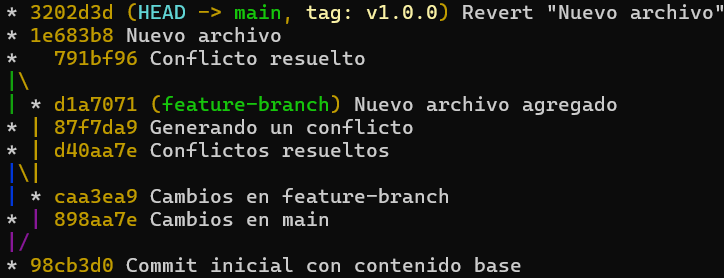 * 3202d3d (HEAD -> main, tag: v1.0.0) Revert "Nuevo archivo"
* 1e683b8 Nuevo archivo
*   791bf96 Conflicto resuelto
|\
| * d1a7071 (feature-branch) Nuevo archivo agregado
* | 87f7da9 Generando un conflicto
* | d40aa7e Conflictos resueltos
|\|
| * caa3ea9 Cambios en feature-branch
* | 898aa7e Cambios en main
|/
* 98cb3d0 Commit inicial con contenido base